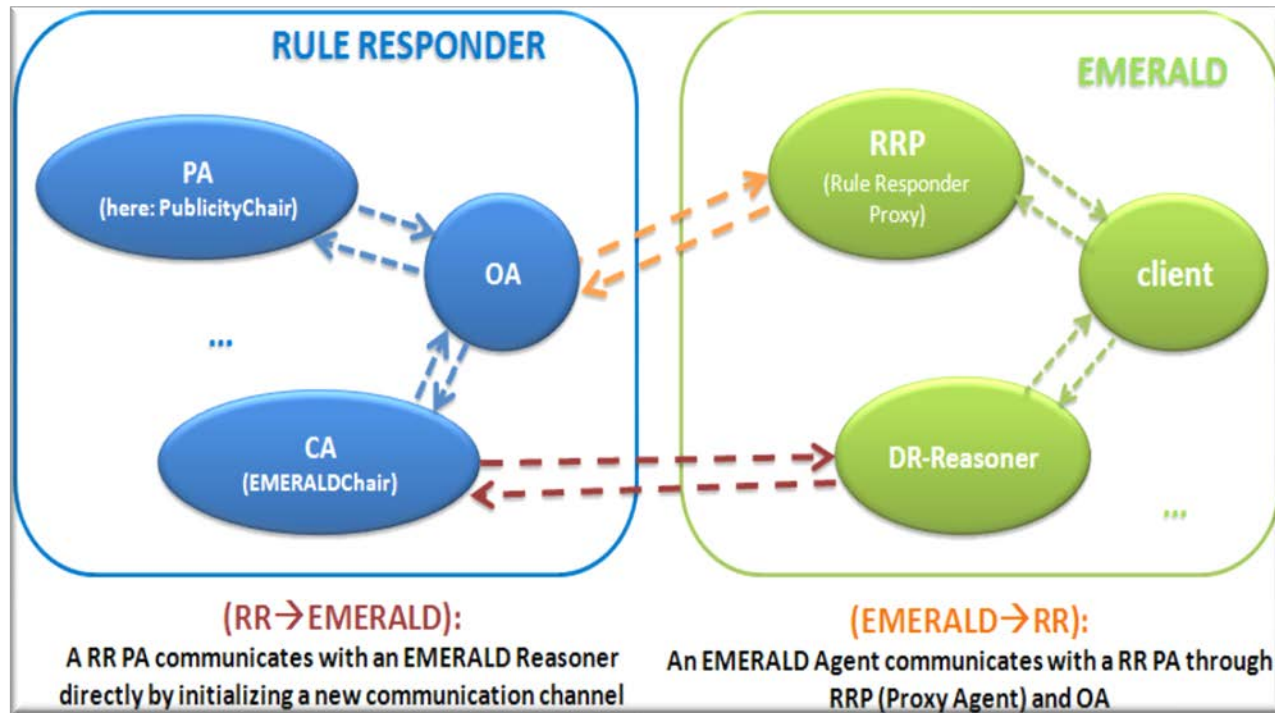 RULE RESPONDER
PA
(here: PublicityChair)
OA
...
CA
(EMERALDChair)
EMERALD
RRP
(Rule Responder
Proxy)
client
DR-Reasoner
...
(RR→EMERALD):
A RR PA communicates with an EMERALD Reasoner
directly by initializing a new communication channel
(EMERALD→RR):
An EMERALD Agent communicates with a RR PA through
RRP (Proxy Agent) and OA